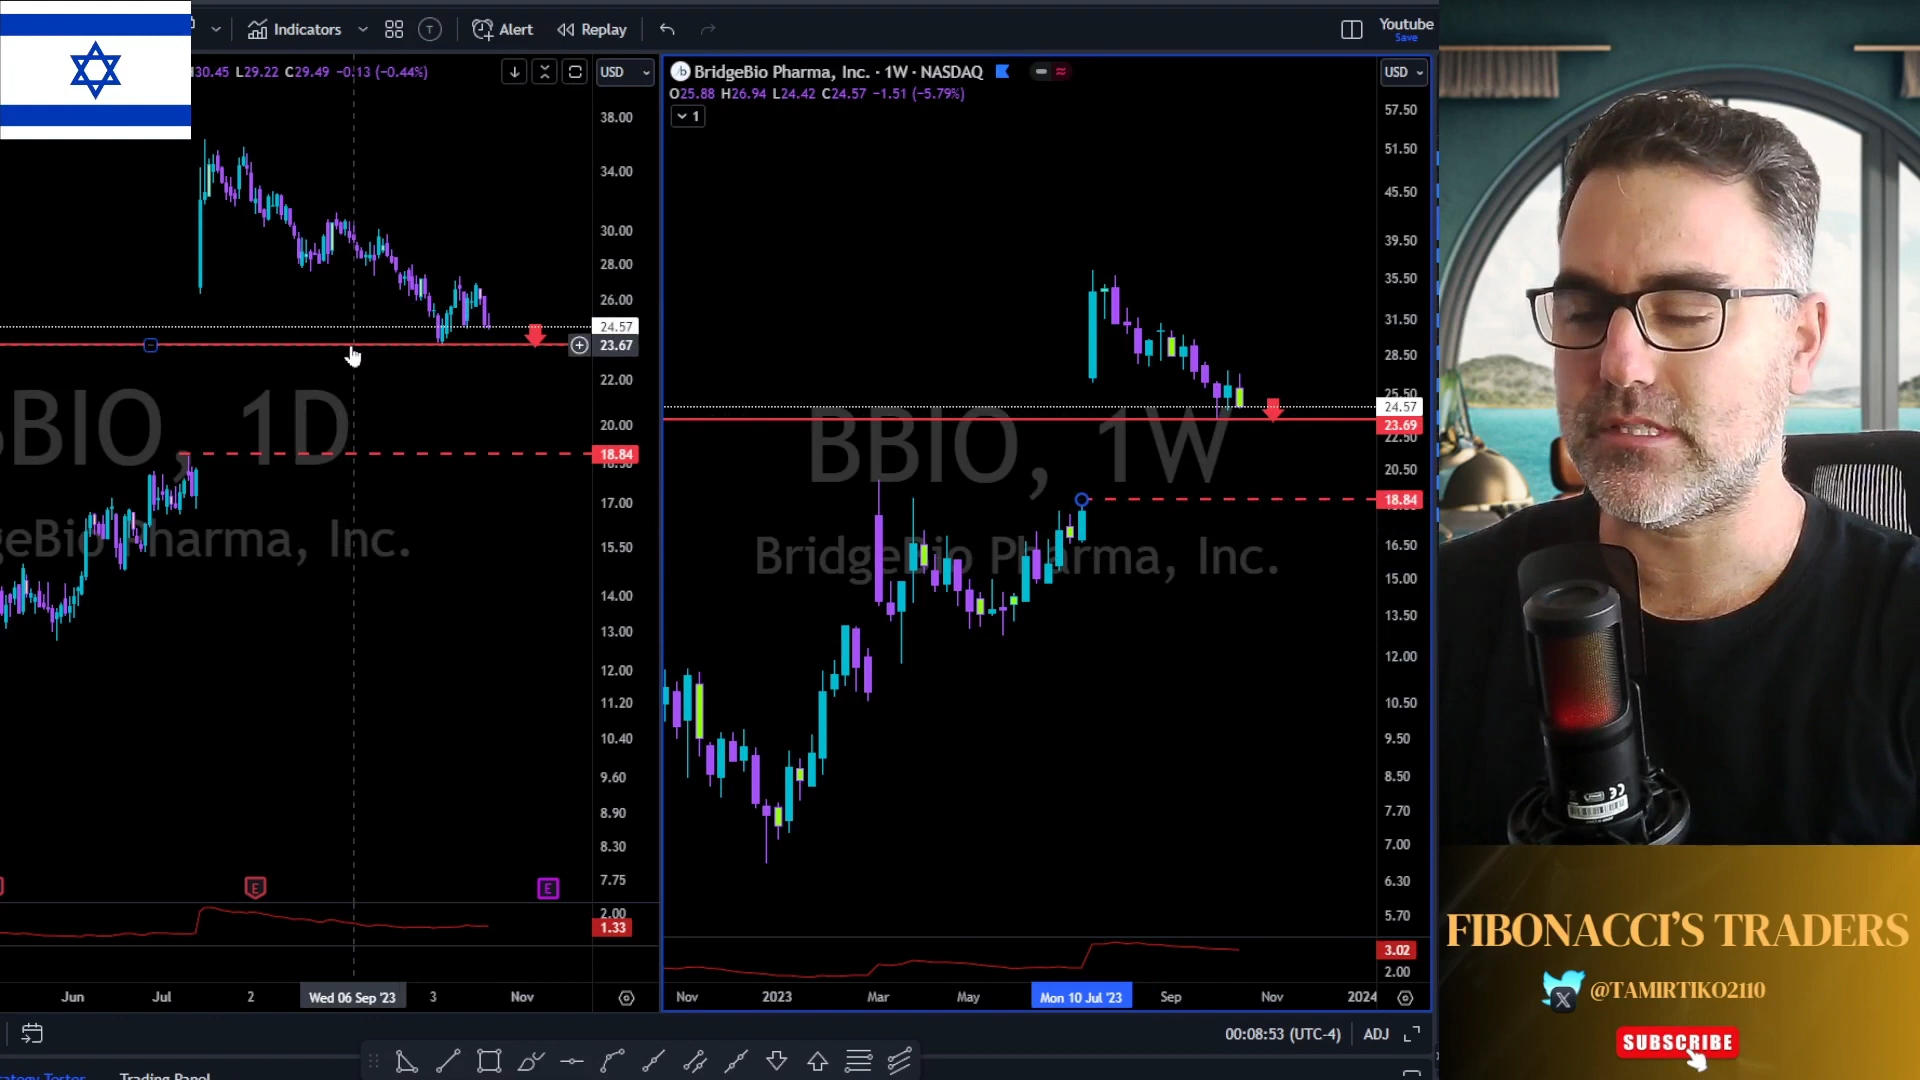 Indicators
T
Alert
Replay
Youtube
Save
30.45 L29.22 C29.49 −0.13 (−0.44%)
USD
38.00
34.00
30.00
28.00
26.00
24.57
23.67
22.00
20.00
18.84
17.00
15.50
14.00
13.00
12.00
11.20
10.40
9.60
8.90
8.30
7.75
2.00
1.33
BBIO, 1D
geBio Pharma, Inc.
E
E
Jun
Jul
2
Wed 06 Sep '23
3
Nov
BridgeBio Pharma, Inc. · 1W · NASDAQ
O25.88 H26.94 L24.42 C24.57 −1.51 (−5.79%)
1
USD
57.50
51.50
45.50
39.50
35.50
31.50
28.50
25.50
24.57
23.69
22.50
20.50
18.84
16.50
15.00
13.50
12.00
10.50
9.50
8.50
7.70
7.00
6.30
5.70
3.02
2.00
BBIO, 1W
BridgeBio Pharma, Inc.
Nov
2023
Mar
May
Mon 10 Jul '23
Sep
Nov
2024
00:08:53 (UTC-4)
ADJ
Trading Panel
FIBONACCI'S TRADERS
@TAMIRTIKO2110
SUBSCRIBE